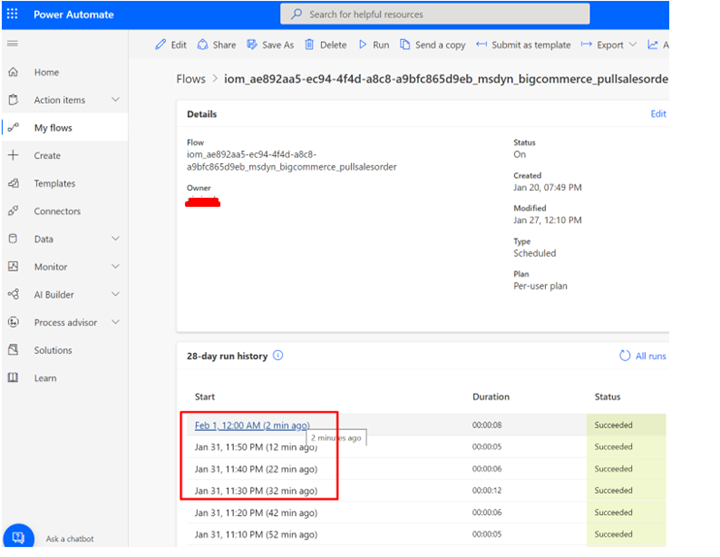 Power Automate
Search for helpful resources
Edit Share Save As Delete Run Send a copy Submit as template Export A
Home
Action items
My flows
Create
Templates
Connectors
Data
Monitor
AI Builder
Process advisor
Solutions
Learn
Ask a chatbot
Flows > iom_ae892aa5-ec94-4f4d-a8c8-a9bfc865d9eb_msdyn_bigcommerce_pullsalesorde
Details Edit
Flow
iom_ae892aa5-ec94-4f4d-a8c8-
a9bfc865d9eb_msdyn_bigcommerce_pullsalesorder
Owner
Status
On
Created
Jan 20, 07:49 PM
Modified
Jan 27, 12:10 PM
Type
Scheduled
Plan
Per-user plan
28-day run history All runs
Start Duration Status
Feb 1, 12:00 AM (2 min ago) 00:00:08 Succeeded
2 minutes ago
Jan 31, 11:50 PM (12 min ago) 00:00:05 Succeeded
Jan 31, 11:40 PM (22 min ago) 00:00:06 Succeeded
Jan 31, 11:30 PM (32 min ago) 00:00:12 Succeeded
Jan 31, 11:20 PM (42 min ago) 00:00:06 Succeeded
Jan 31, 11:10 PM (52 min ago) 00:00:05 Succeeded